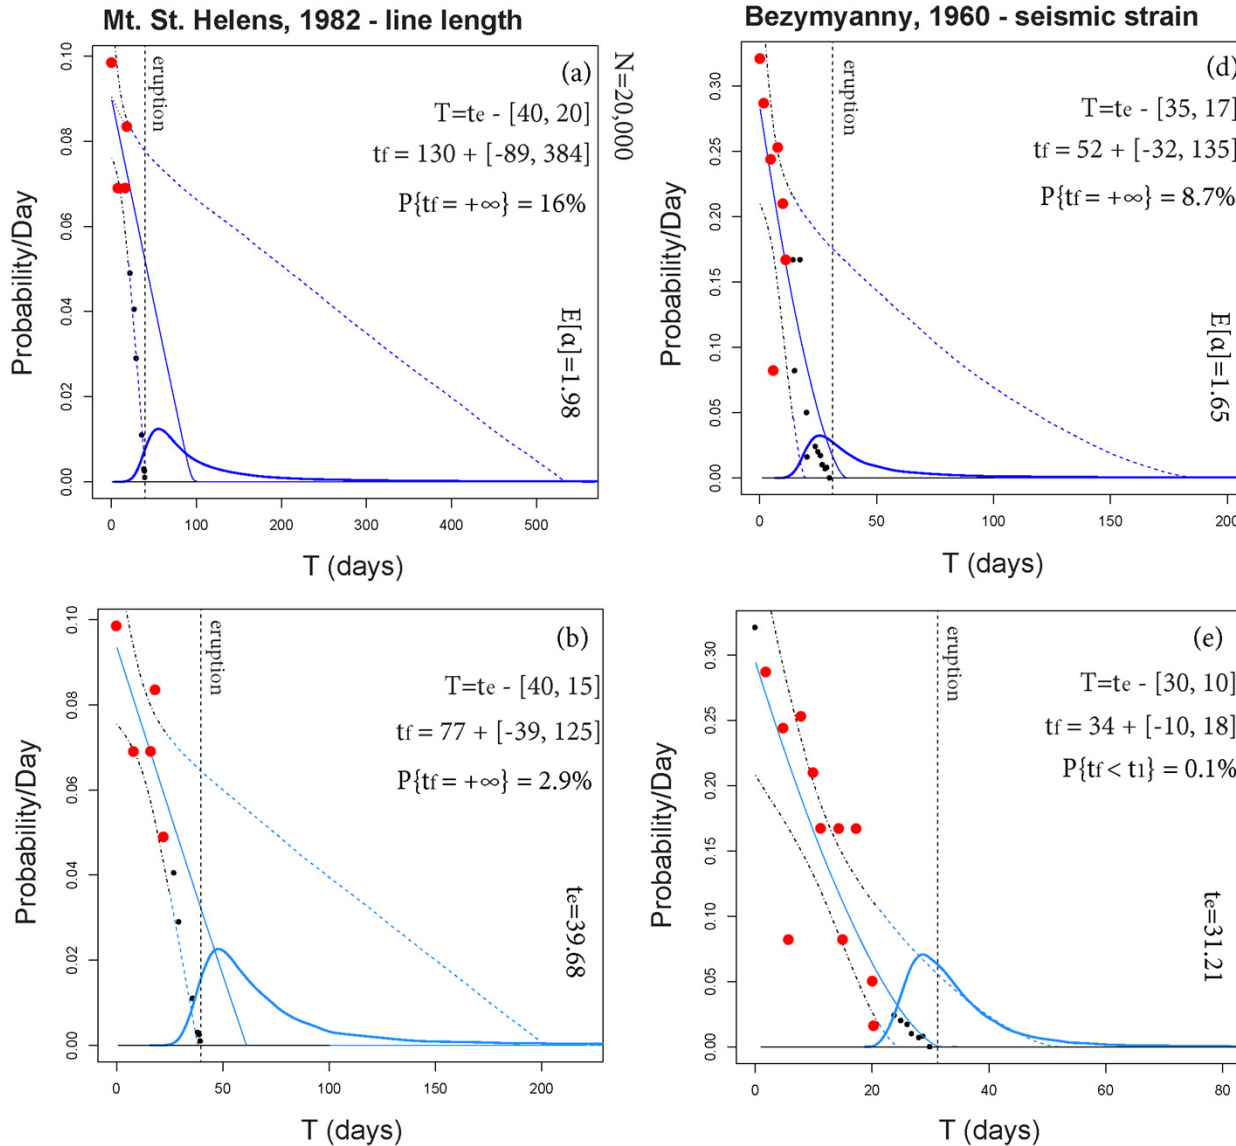 Mt. St. Helens, 1982 - line length
Probability/Day
0.00
0.02
0.04
0.06
0.08
0.10
eruption
(a)
T=te - [40, 20]
tf = 130 + [-89, 384]
P{tf = +∞} = 16%
E[α]=1.98
N=20,000
0
100
200
300
400
500
T (days)
Bezymyanny, 1960 - seismic strain
Probability/Day
0.00
0.05
0.10
0.15
0.20
0.25
0.30
eruption
(d)
T=te - [35, 17]
tf = 52 + [-32, 135]
P{tf = +∞} = 8.7%
E[α]=1.65
0
50
100
150
200
T (days)
Probability/Day
0.00
0.02
0.04
0.06
0.08
0.10
eruption
(b)
T=te - [40, 15]
tf = 77 + [-39, 125]
P{tf = +∞} = 2.9%
te=39.68
0
50
100
150
200
T (days)
Probability/Day
0.00
0.05
0.10
0.15
0.20
0.25
0.30
eruption
(e)
T=te - [30, 10]
tf = 34 + [-10, 18]
P{tf < t1} = 0.1%
te=31.21
0
20
40
60
80
T (days)